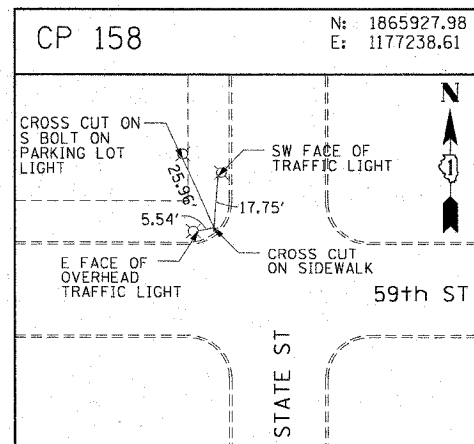 CP 158
N: 1865927.98
E: 1177238.61
N
1
CROSS CUT ON
S BOLT ON
PARKING LOT
LIGHT
25.96'
SW FACE OF
TRAFFIC LIGHT
17.75'
5.54'
E FACE OF
OVERHEAD
TRAFFIC LIGHT
CROSS CUT
ON SIDEWALK
59th ST
STATE ST